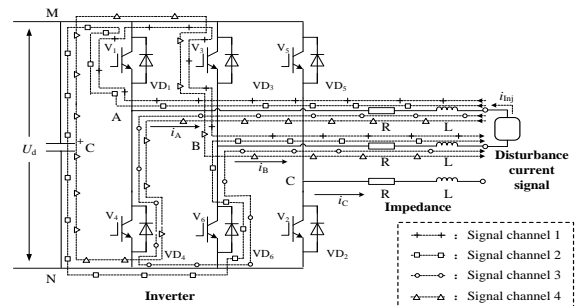 M
V1
V3
V5
VD1
VD3
VD5
iInj
A
iA
R
L
Ud
+
C
B
iB
R
L
Disturbance
current
signal
C
iC
R
L
Impedance
V4
V6
V2
VD4
VD6
VD2
N
Inverter
: Signal channel 1
: Signal channel 2
: Signal channel 3
: Signal channel 4